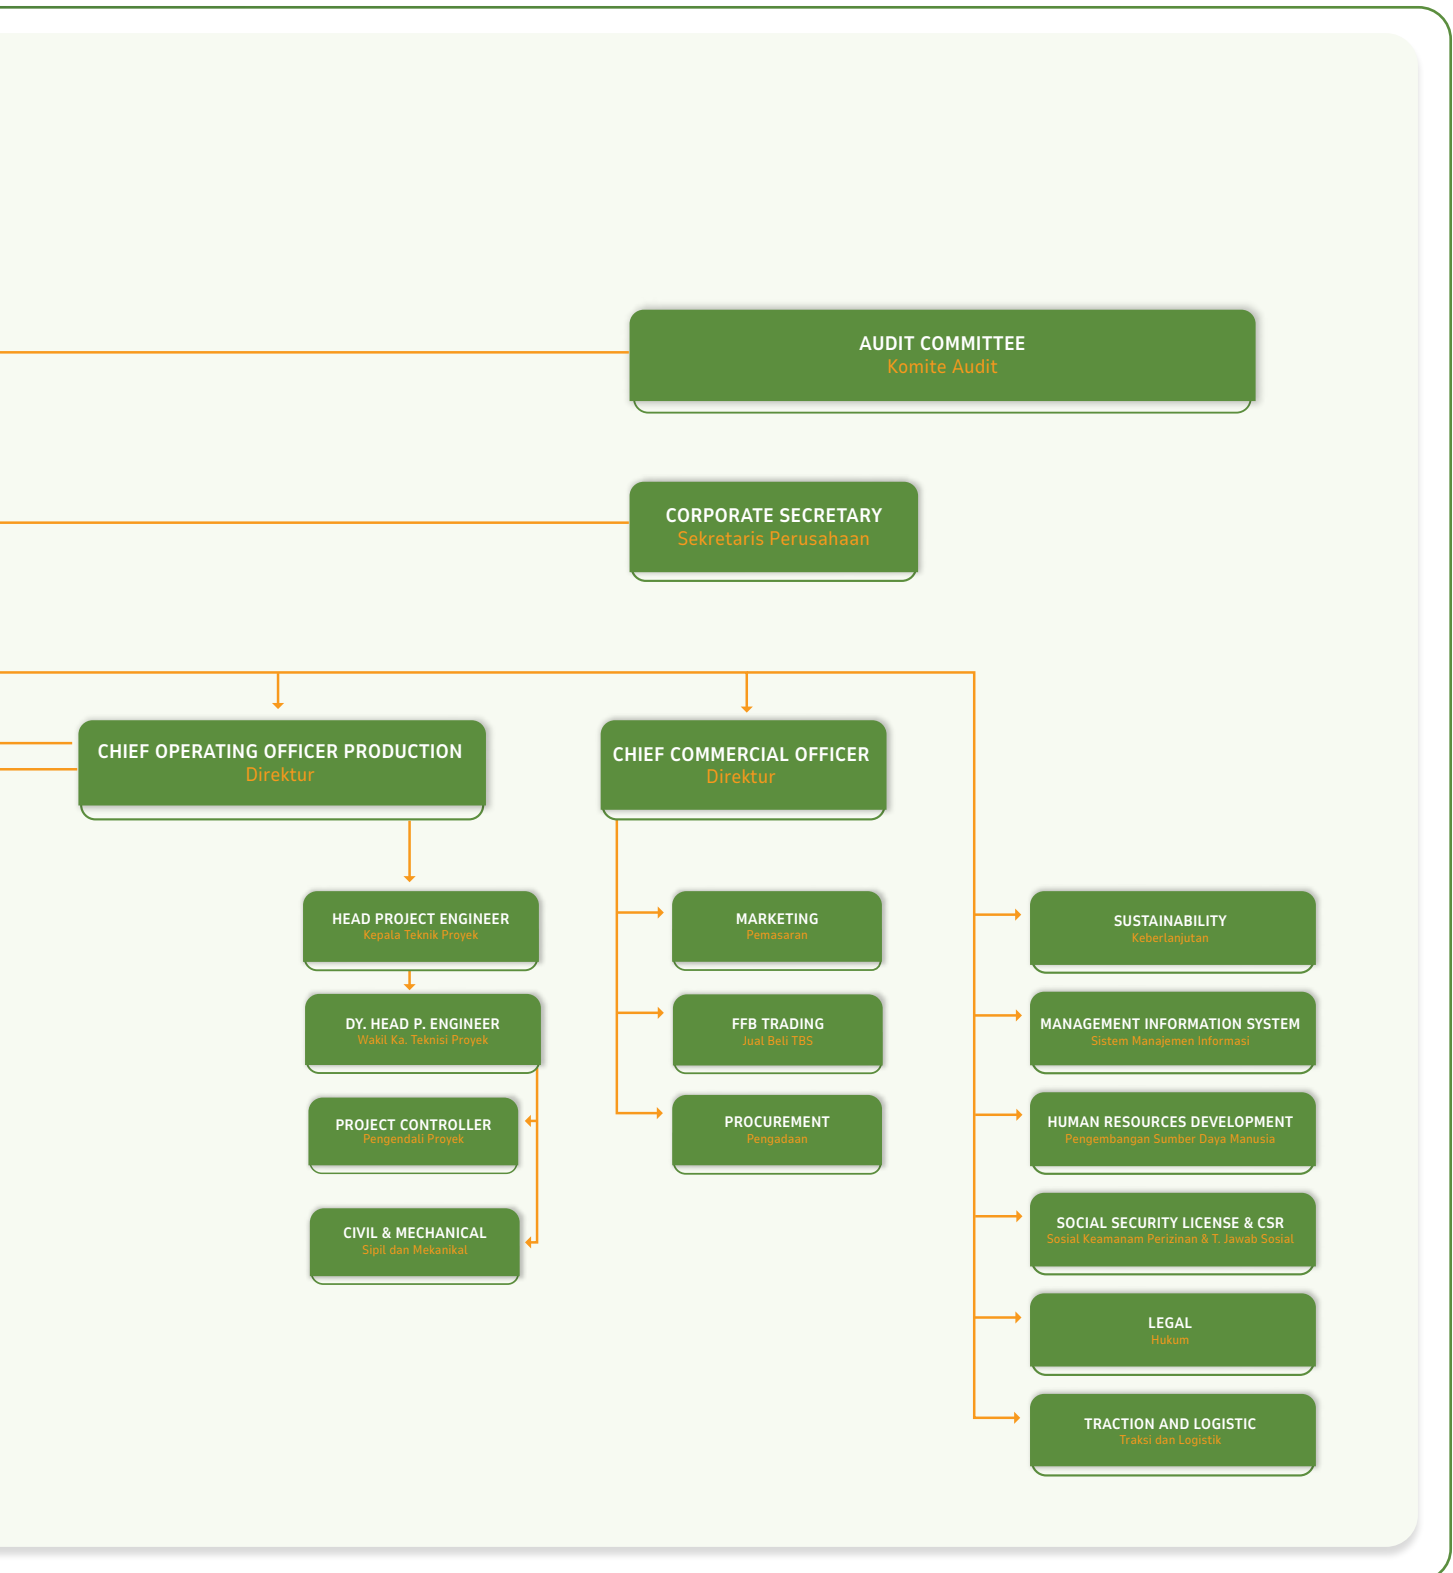 AUDIT COMMITTEE
Komite Audit
CORPORATE SECRETARY
Sekretaris Perusahaan
CHIEF OPERATING OFFICER PRODUCTION
Direktur
CHIEF COMMERCIAL OFFICER
Direktur
HEAD PROJECT ENGINEER
Kepala Teknik Proyek
DY. HEAD P. ENGINEER
Wakil Ka. Teknisi Proyek
PROJECT CONTROLLER
Pengendali Proyek
CIVIL & MECHANICAL
Sipil dan Mekanikal
MARKETING
Pemasaran
FFB TRADING
Jual Beli TBS
PROCUREMENT
Pengadaan
SUSTAINABILITY
Keberlanjutan
MANAGEMENT INFORMATION SYSTEM
Sistem Manajemen Informasi
HUMAN RESOURCES DEVELOPMENT
Pengembangan Sumber Daya Manusia
SOCIAL SECURITY LICENSE & CSR
Sosial Keamanam Perizinan & T. Jawab Sosial
LEGAL
Hukum
TRACTION AND LOGISTIC
Traksi dan Logistik